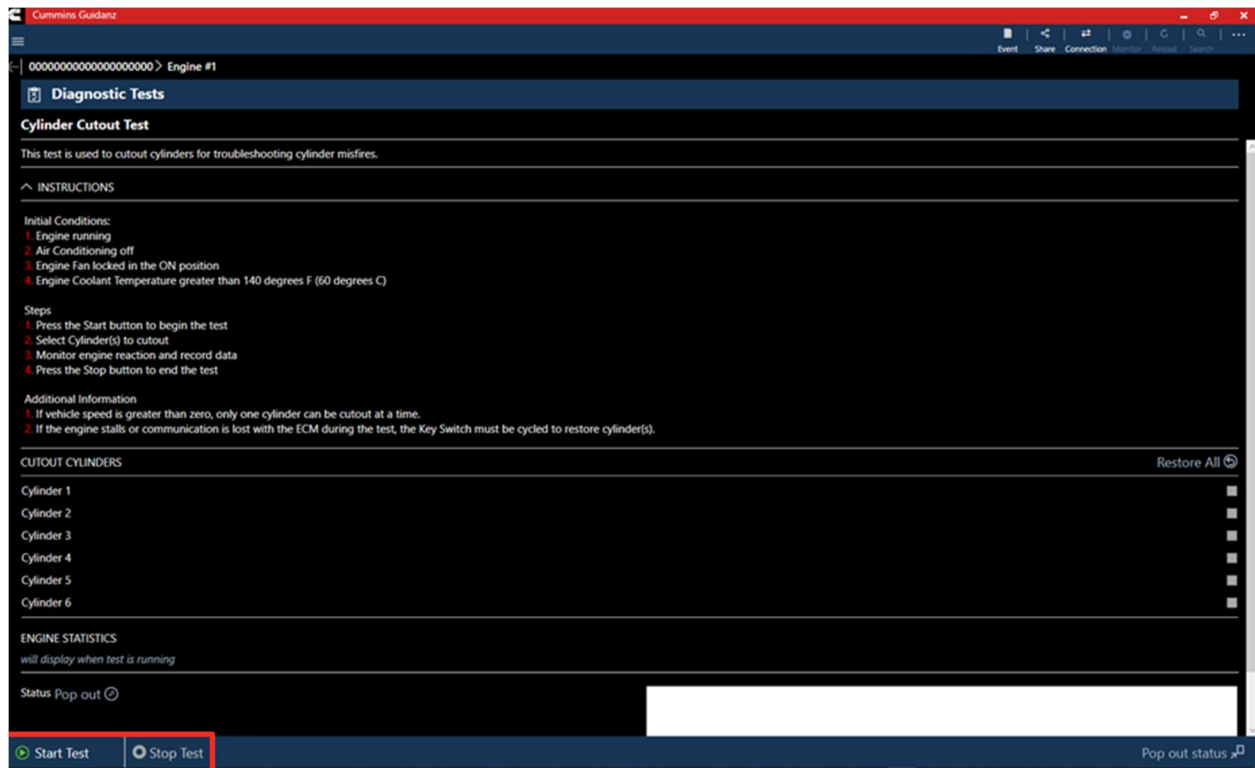 Cummins Guidanz
Event Share Connection Monitor Reload Search
00000000000000000000 > Engine #1
Diagnostic Tests
Cylinder Cutout Test
This test is used to cutout cylinders for troubleshooting cylinder misfires.
INSTRUCTIONS
Initial Conditions:
1. Engine running
2. Air Conditioning off
3. Engine Fan locked in the ON position
4. Engine Coolant Temperature greater than 140 degrees F (60 degrees C)
Steps
1. Press the Start button to begin the test
2. Select Cylinder(s) to cutout
3. Monitor engine reaction and record data
4. Press the Stop button to end the test
Additional Information
1. If vehicle speed is greater than zero, only one cylinder can be cutout at a time.
2. If the engine stalls or communication is lost with the ECM during the test, the Key Switch must be cycled to restore cylinder(s).
CUTOUT CYLINDERS Restore All
Cylinder 1
Cylinder 2
Cylinder 3
Cylinder 4
Cylinder 5
Cylinder 6
ENGINE STATISTICS
will display when test is running
Status Pop out
Start Test Stop Test Pop out status